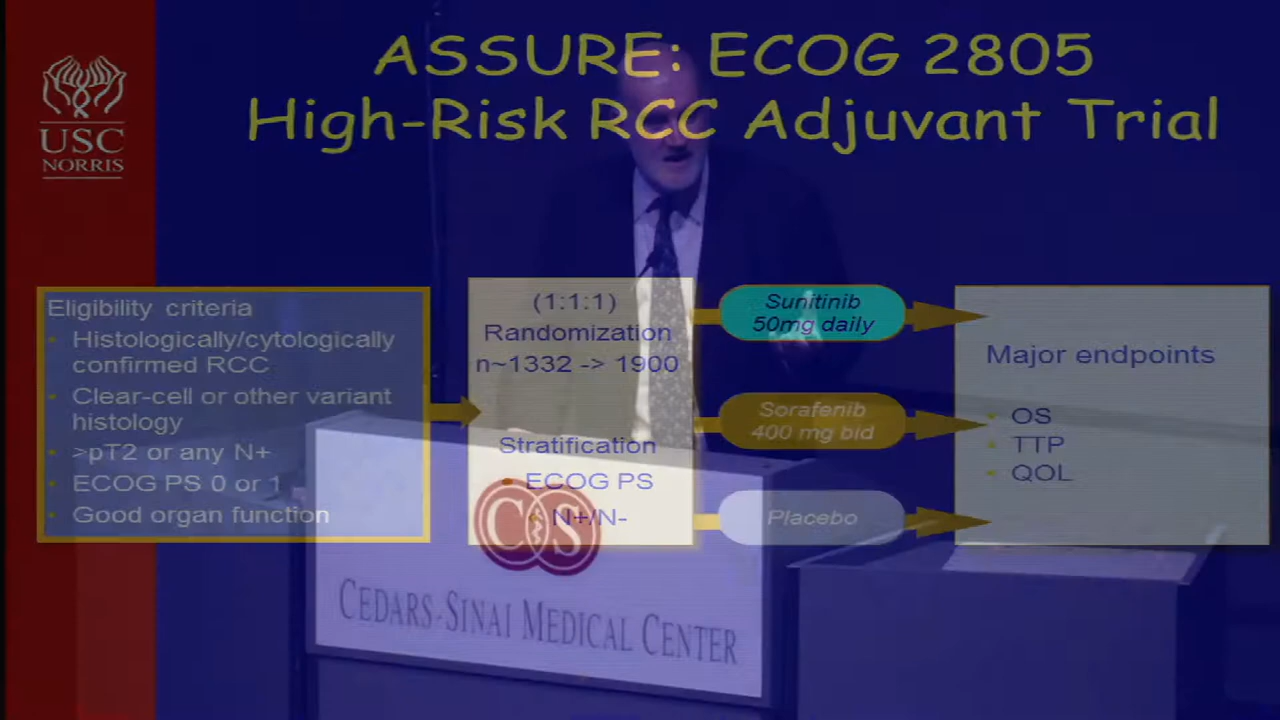 ASSURE: ECOG 2805
High-Risk RCC Adjuvant Trial
USC
NORRIS
Eligibility criteria
• Histologically/cytologically
confirmed RCC
• Clear-cell or other variant
histology
• >pT2 or any N+
• ECOG PS 0 or 1
• Good organ function
(1:1:1)
Randomization
n~1332 -> 1900
Stratification
• ECOG PS
• N+/N-
Sunitinib
50mg daily
Sorafenib
400 mg bid
Placebo
Major endpoints
• OS
• TTP
• QOL
CS
CEDARS-SINAI MEDICAL CENTER